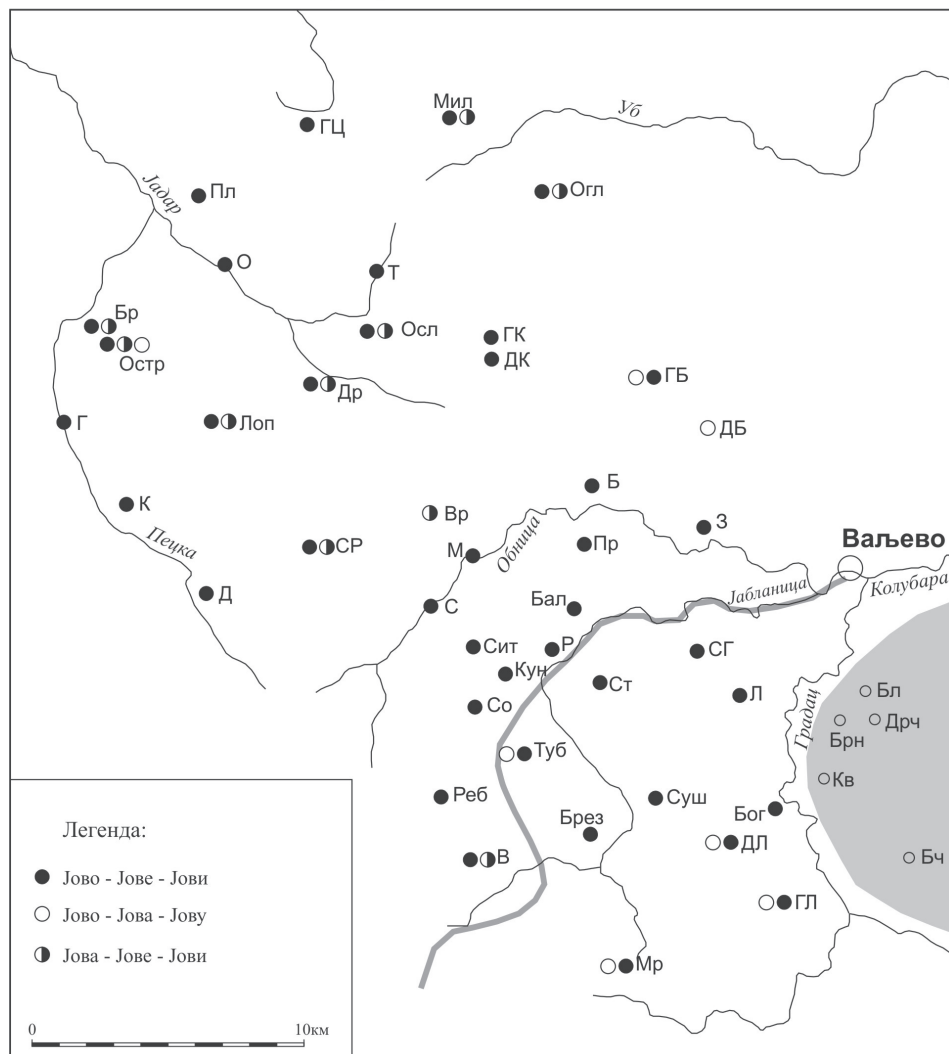 Мил
Уб
ГЦ
Јадар
Пл
Огл
О
Т
Бр
Осл
ГК
Остр
ДК
Др
ГБ
Г
Лоп
ДБ
Б
К
Вр
Обница
З
Пецка
СР
М
Пр
Ваљево
Д
С
Бал
Јабланица
Колубара
Сит
Р
СГ
Кун
Ст
Л
Градац
Бл
Со
Брн
Дрч
Туб
Кв
Реб
Суш
Бог
Брез
ДЛ
В
Бч
ГЛ
Мр
Легенда:
Јово - Јове - Јови
Јово - Јова - Јову
Јова - Јове - Јови
0 10км